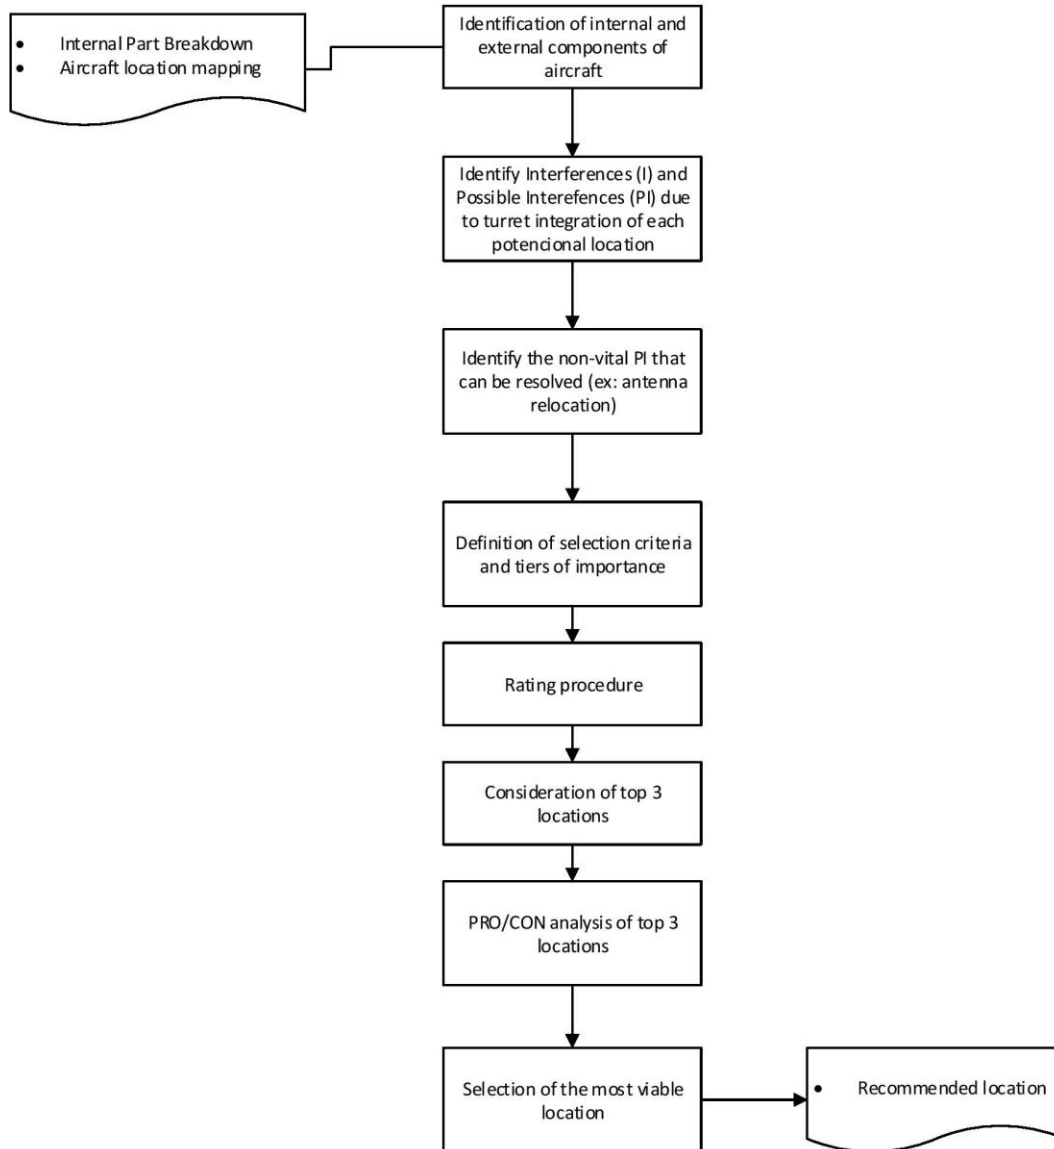 • Internal Part Breakdown
• Aircraft location mapping
Identification of internal and
external components of
aircraft
Identify Interferences (I) and
Possible Interefences (PI) due
to turret integration of each
potencional location
Identify the non-vital PI that
can be resolved (ex: antenna
relocation)
Definition of selection criteria
and tiers of importance
Rating procedure
Consideration of top 3
locations
PRO/CON analysis of top 3
locations
Selection of the most viable
location
• Recommended location